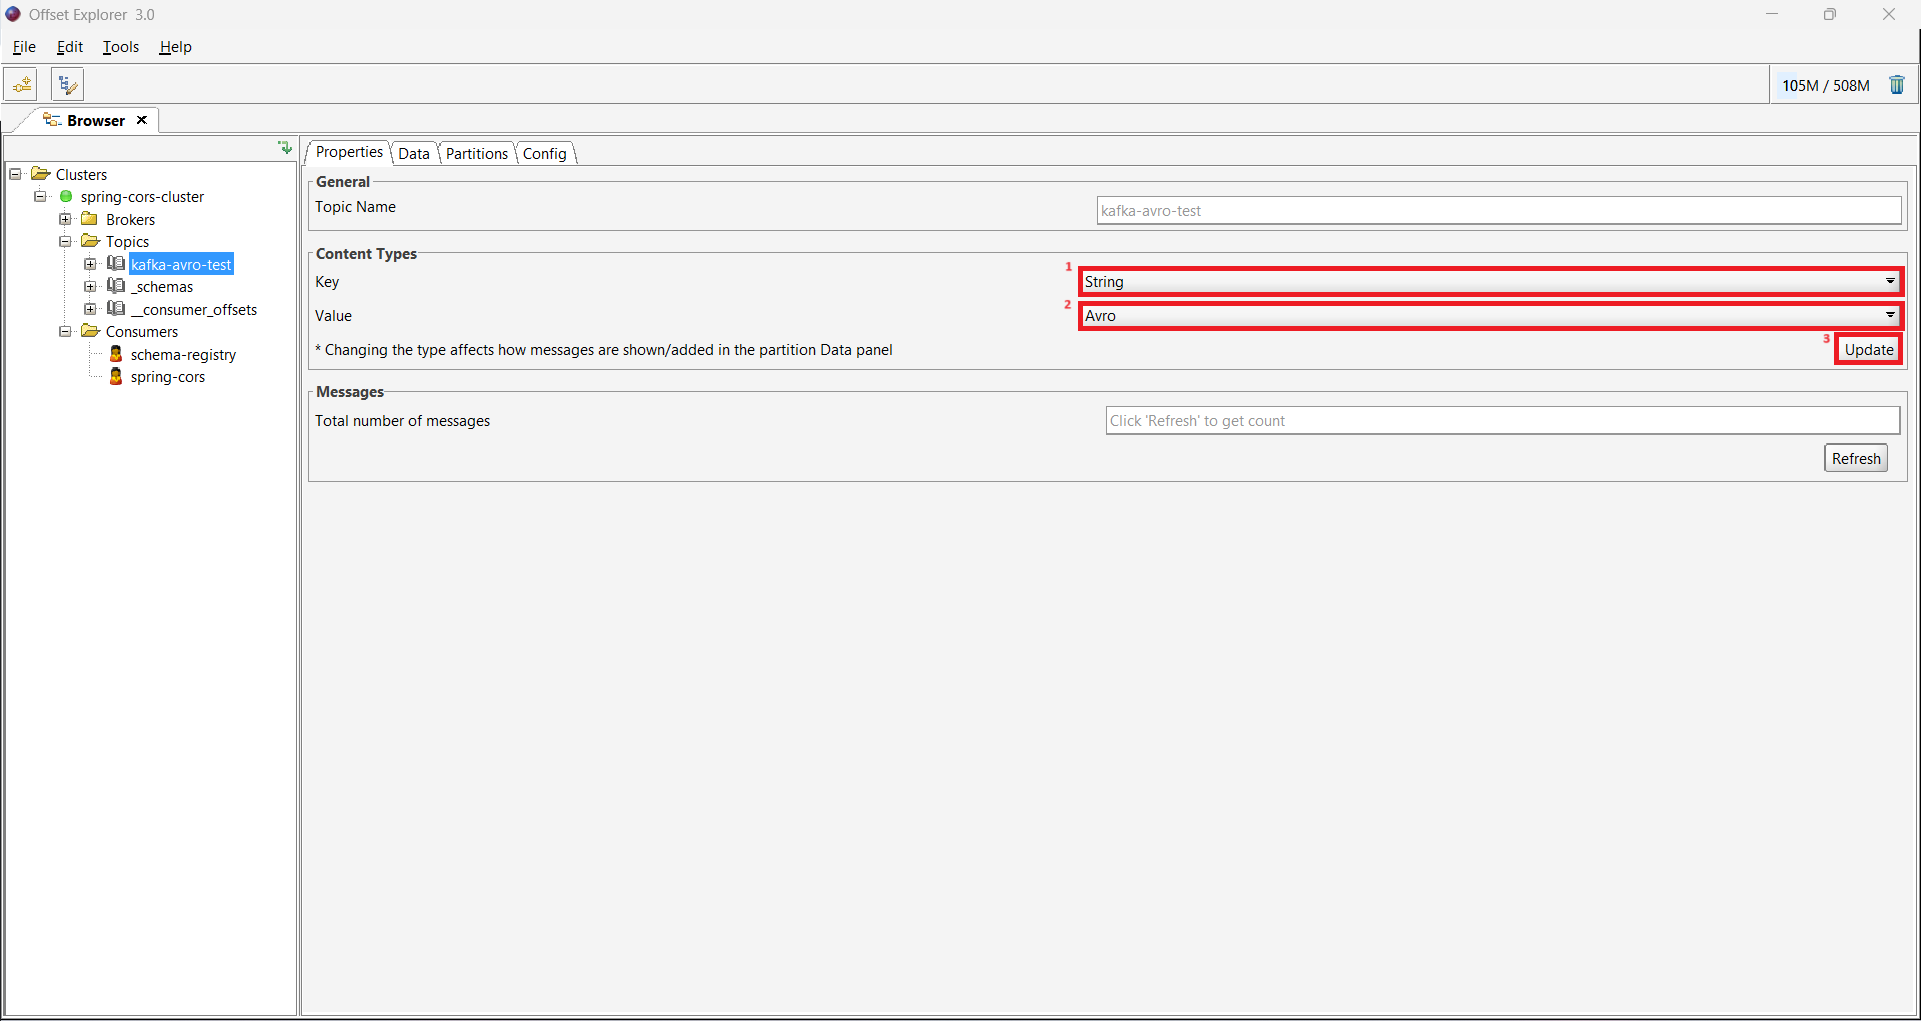 Offset Explorer  3.0
File Edit Tools Help
105M / 508M
Browser
Clusters
spring-cors-cluster
Brokers
Topics
kafka-avro-test
_schemas
__consumer_offsets
Consumers
schema-registry
spring-cors
Properties Data Partitions Config
General
Topic Name kafka-avro-test
Content Types
Key 1 String
Value 2 Avro
* Changing the type affects how messages are shown/added in the partition Data panel 3 Update
Messages
Total number of messages Click 'Refresh' to get count
Refresh